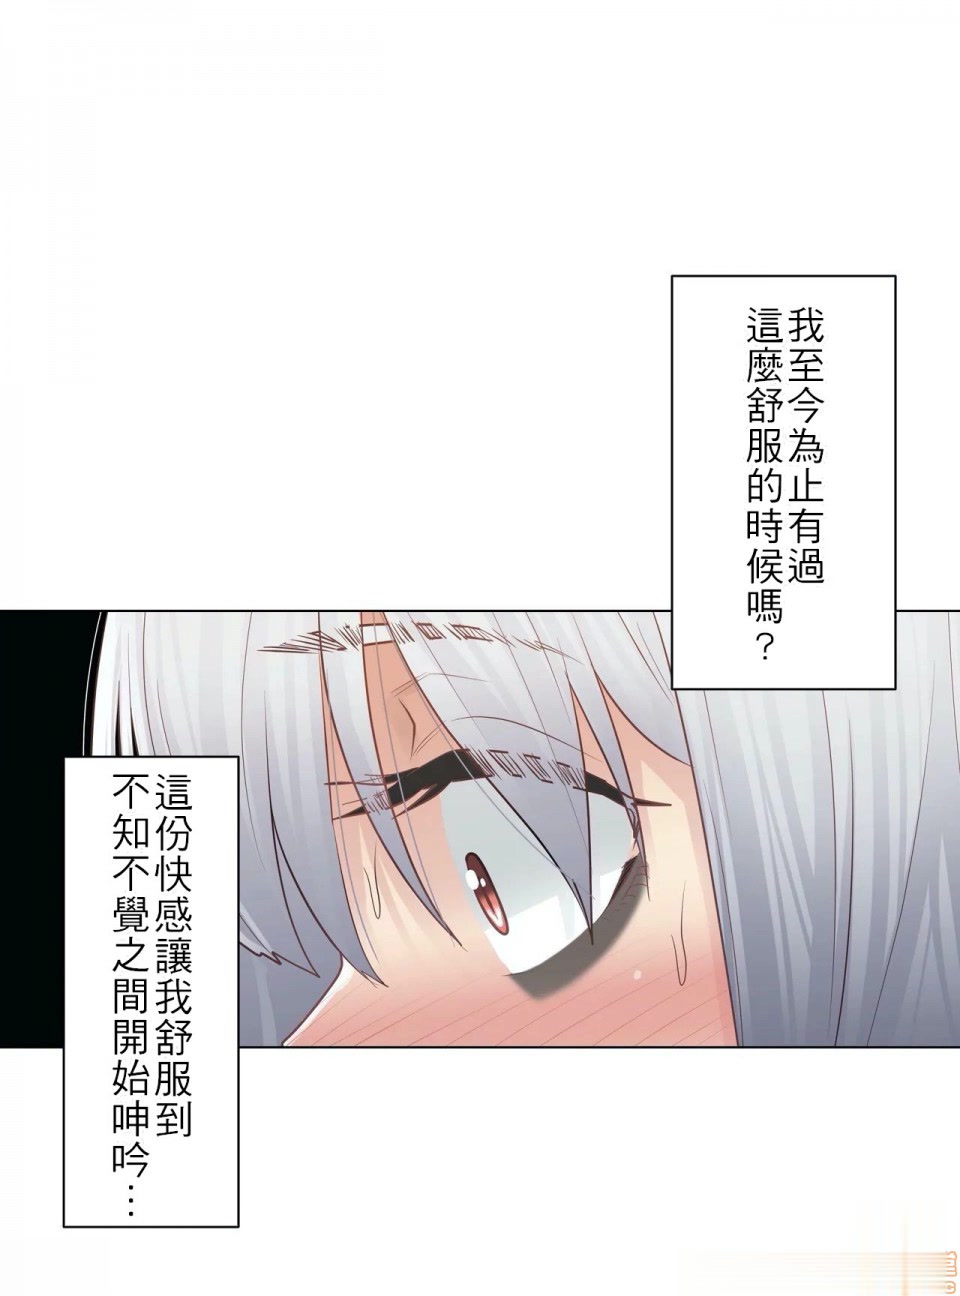 我至今為止有過
這麼舒服的時候嗎？
這份快感讓我舒服到
不知不覺之間開始呻吟…